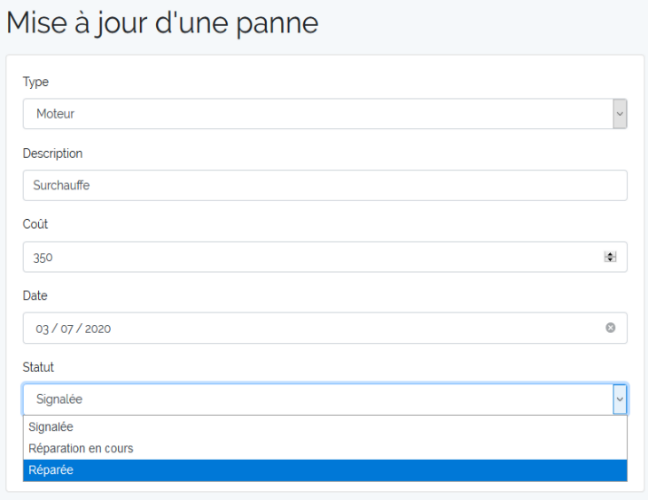 Mise à jour d'une panne
Type
Moteur
Description
Surchauffe
Coût
350
Date
03 / 07 / 2020
Statut
Signalée
Signalée
Réparation en cours
Réparée